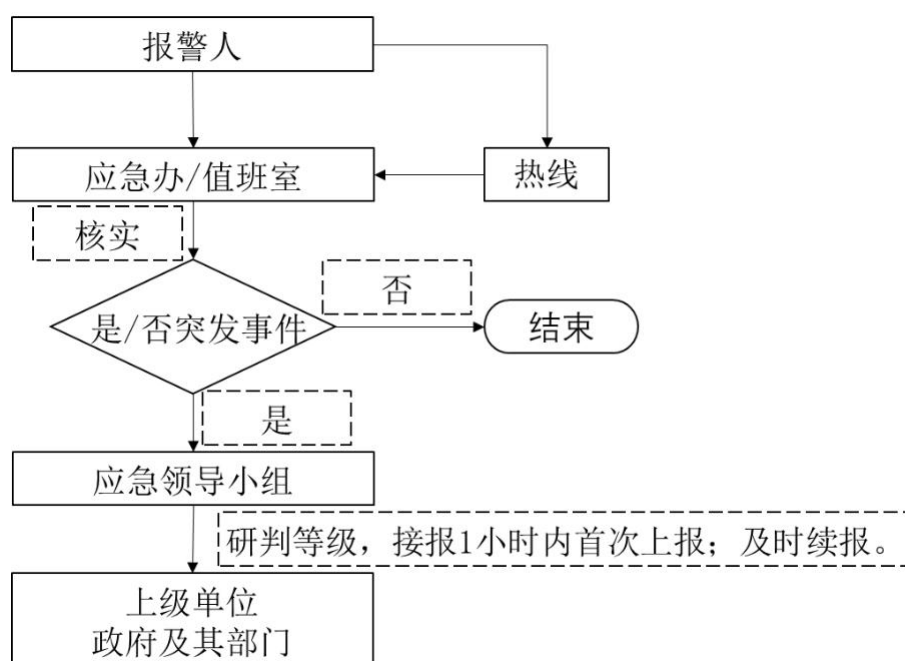 报警人
应急办/值班室
热线
核实
否
是/否突发事件
结束
是
应急领导小组
研判等级，接报1小时内首次上报；及时续报。
上级单位
政府及其部门